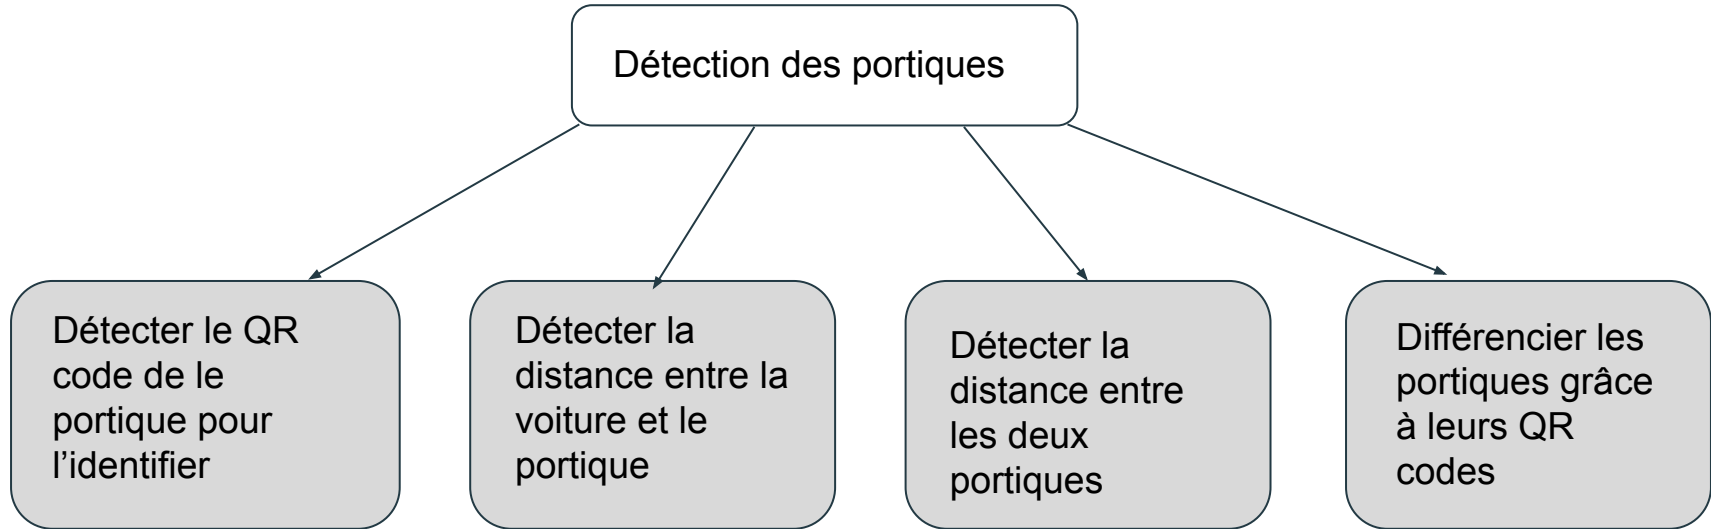 Détection des portiques
Détecter le QR
code de le
portique pour
l’identifier
Détecter la
distance entre la
voiture et le
portique
Détecter la
distance entre
les deux
portiques
Différencier les
portiques grâce
à leurs QR
codes